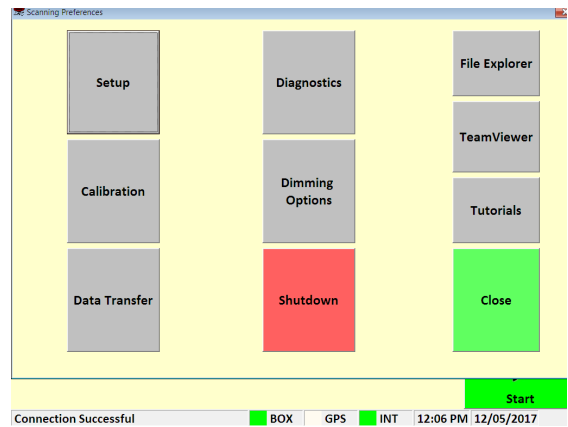 Scanning Preferences
Setup
Diagnostics
File Explorer
TeamViewer
Calibration
Dimming
Options
Tutorials
Data Transfer
Shutdown
Close
Start
Connection Successful BOX GPS INT 12:06 PM 12/05/2017